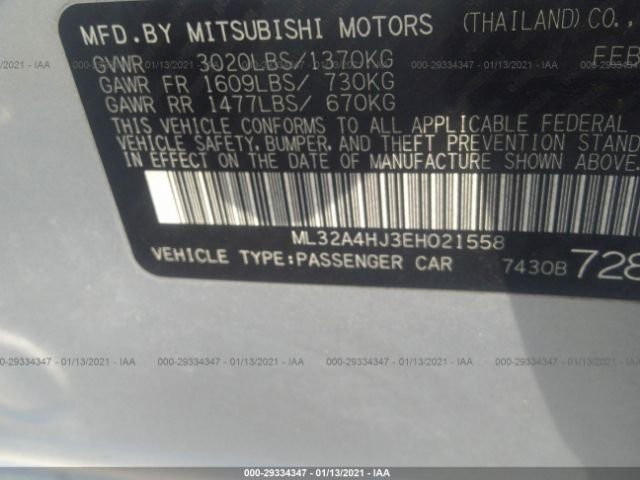 MFD.BY MITSUBISHI MOTORS (THAILAND) CO.,
GVWR 3020LBS/1370KG
GAWR FR 1609LBS/ 730KG
GAWR RR 1477LBS/ 670KG
THIS VEHICLE CONFORMS TO ALL APPLICABLE FEDERAL
VEHICLE SAFETY, BUMPER, AND THEFT PREVENTION STAND
IN EFFECT ON THE DATE OF MANUFACTURE SHOWN ABOVE.
ML32A4HJ3EH021558
VEHICLE TYPE:PASSENGER CAR 7430B 728
000-29334347 - 01/13/2021 - IAA